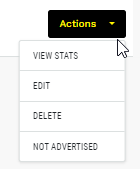 Actions
VIEW STATS
EDIT
DELETE
NOT ADVERTISED